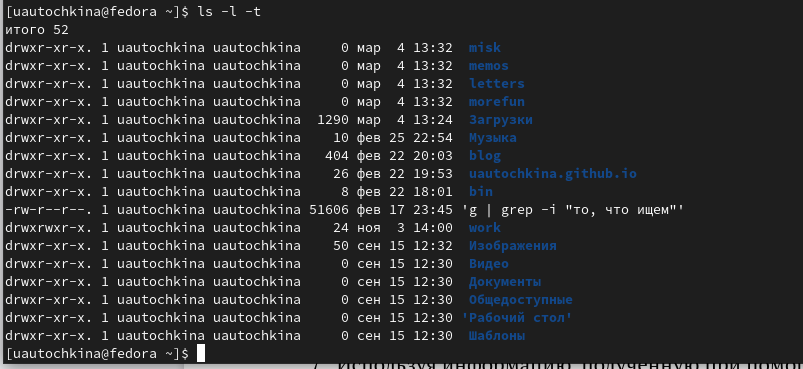 [uautochkina@fedora ~]$ ls -l -t
итого 52
drwxr-xr-x. 1 uautochkina uautochkina     0 мар  4 13:32  misk
drwxr-xr-x. 1 uautochkina uautochkina     0 мар  4 13:32  memos
drwxr-xr-x. 1 uautochkina uautochkina     0 мар  4 13:32  letters
drwxr-xr-x. 1 uautochkina uautochkina     0 мар  4 13:32  morefun
drwxr-xr-x. 1 uautochkina uautochkina  1290 мар  4 13:24  Загрузки
drwxr-xr-x. 1 uautochkina uautochkina    10 фев 25 22:54  Музыка
drwxr-xr-x. 1 uautochkina uautochkina   404 фев 22 20:03  blog
drwxr-xr-x. 1 uautochkina uautochkina    26 фев 22 19:53  uautochkina.github.io
drwxr-xr-x. 1 uautochkina uautochkina     8 фев 22 18:01  bin
-rw-r--r--. 1 uautochkina uautochkina 51606 фев 17 23:45 'g | grep -i "то, что ищем"'
drwxrwxr-x. 1 uautochkina uautochkina    24 ноя  3 14:00  work
drwxr-xr-x. 1 uautochkina uautochkina    50 сен 15 12:32  Изображения
drwxr-xr-x. 1 uautochkina uautochkina     0 сен 15 12:30  Видео
drwxr-xr-x. 1 uautochkina uautochkina     0 сен 15 12:30  Документы
drwxr-xr-x. 1 uautochkina uautochkina     0 сен 15 12:30  Общедоступные
drwxr-xr-x. 1 uautochkina uautochkina     0 сен 15 12:30 'Рабочий стол'
drwxr-xr-x. 1 uautochkina uautochkina     0 сен 15 12:30  Шаблоны
[uautochkina@fedora ~]$
используя информацию, полученную при